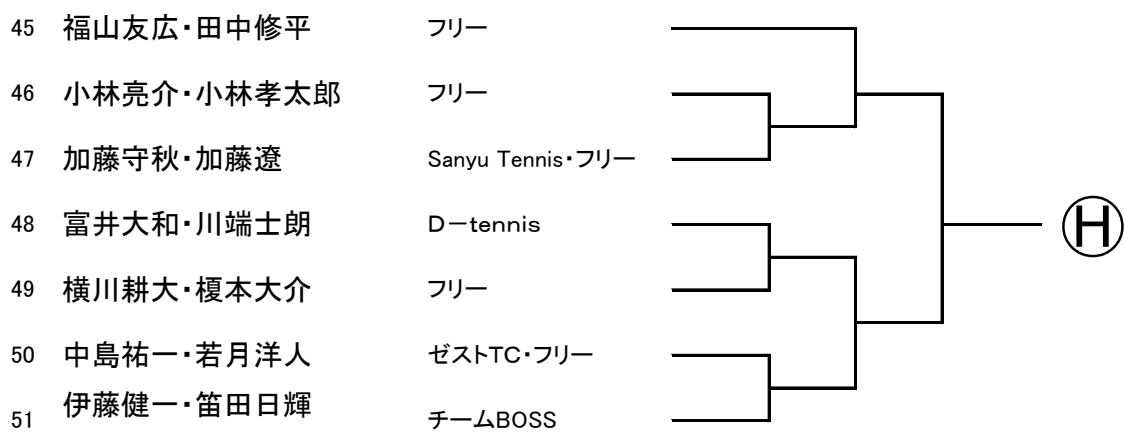 45 福山友広・田中修平 フリー
46 小林亮介・小林孝太郎 フリー
47 加藤守秋・加藤遼 Sanyu Tennis・フリー
48 富井大和・川端士朗 D－tennis
Ⓗ
49 横川耕大・榎本大介 フリー
50 中島祐一・若月洋人 ゼストTC・フリー
51 伊藤健一・笛田日輝 チームBOSS